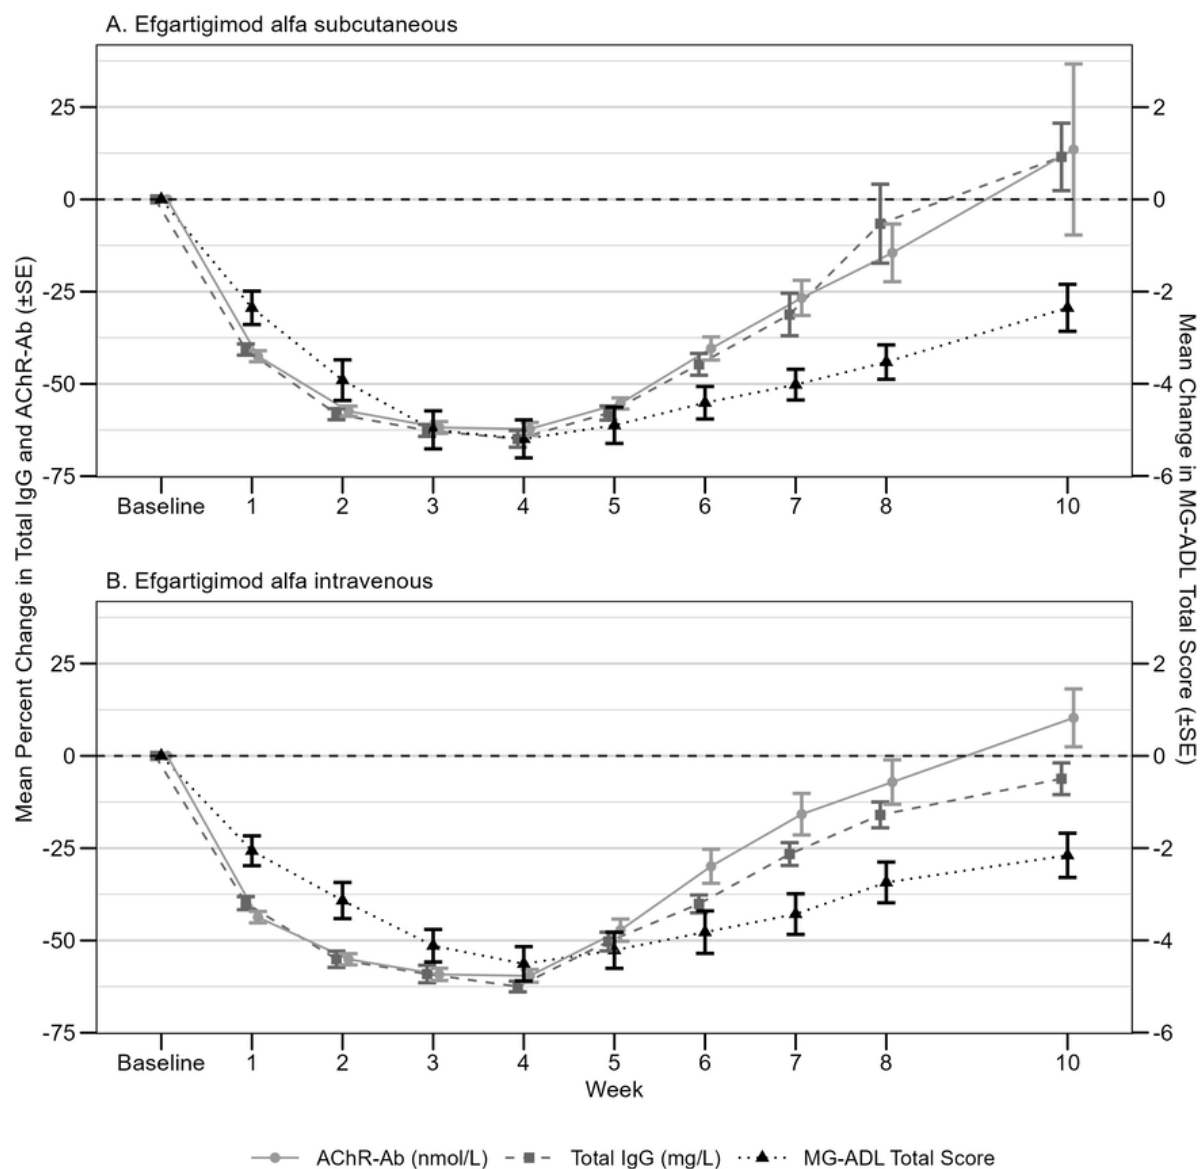 A. Efgartigimod alfa subcutaneous
25
0
-25
-50
-75
2
0
-2
-4
-6
Baseline 1 2 3 4 5 6 7 8 10
Mean Percent Change in Total IgG and AChR-Ab (±SE)
Mean Change in MG-ADL Total Score (±SE)
B. Efgartigimod alfa intravenous
25
0
-25
-50
-75
2
0
-2
-4
-6
Baseline 1 2 3 4 5 6 7 8 10
Week
AChR-Ab (nmol/L) Total IgG (mg/L) MG-ADL Total Score